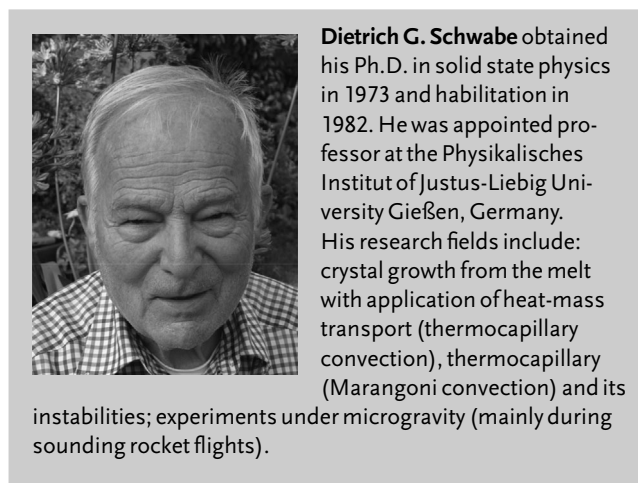 Dietrich G. Schwabe obtained
his Ph.D. in solid state physics
in 1973 and habilitation in
1982. He was appointed pro-
fessor at the Physikalisches
Institut of Justus-Liebig Uni-
versity Gießen, Germany.
His research fields include:
crystal growth from the melt
with application of heat-mass
transport (thermocapillary
convection), thermocapillary
(Marangoni convection) and its
instabilities; experiments under microgravity (mainly during
sounding rocket flights).